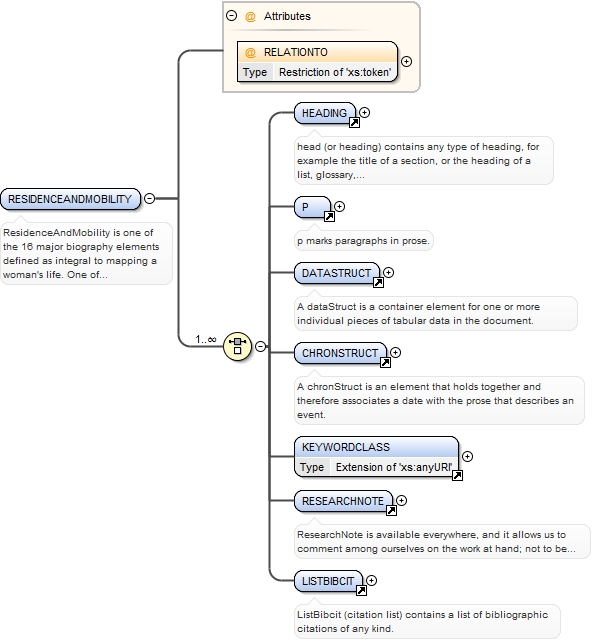 @ Attributes
@ RELATIONTO
Type Restriction of 'xs:token'
HEADING
head (or heading) contains any type of heading, for
example the title of a section, or the heading of a
list, glossary,...
P
p marks paragraphs in prose.
RESIDENCEANDMOBILITY
ResidenceAndMobility is one of
the 16 major biography elements
defined as integral to mapping a
woman's life. One of...
DATASTRUCT
A dataStruct is a container element for one or more
individual pieces of tabular data in the document.
1..∞
CHRONSTRUCT
A chronStruct is an element that holds together and
therefore associates a date with the prose that describes an
event.
KEYWORDCLASS
Type Extension of 'xs:anyURI'
RESEARCHNOTE
ResearchNote is available everywhere, and it allows us to
comment among ourselves on the work at hand; not to be...
LISTBIBCIT
ListBibcit (citation list) contains a list of bibliographic
citations of any kind.